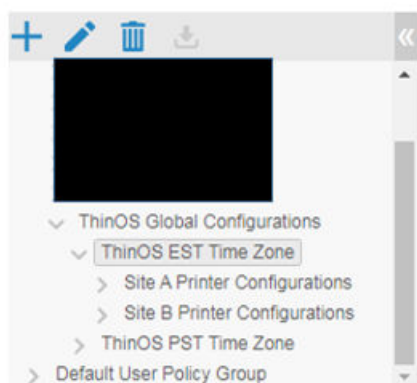 ThinOS Global Configurations
ThinOS EST Time Zone
Site A Printer Configurations
Site B Printer Configurations
ThinOS PST Time Zone
Default User Policy Group